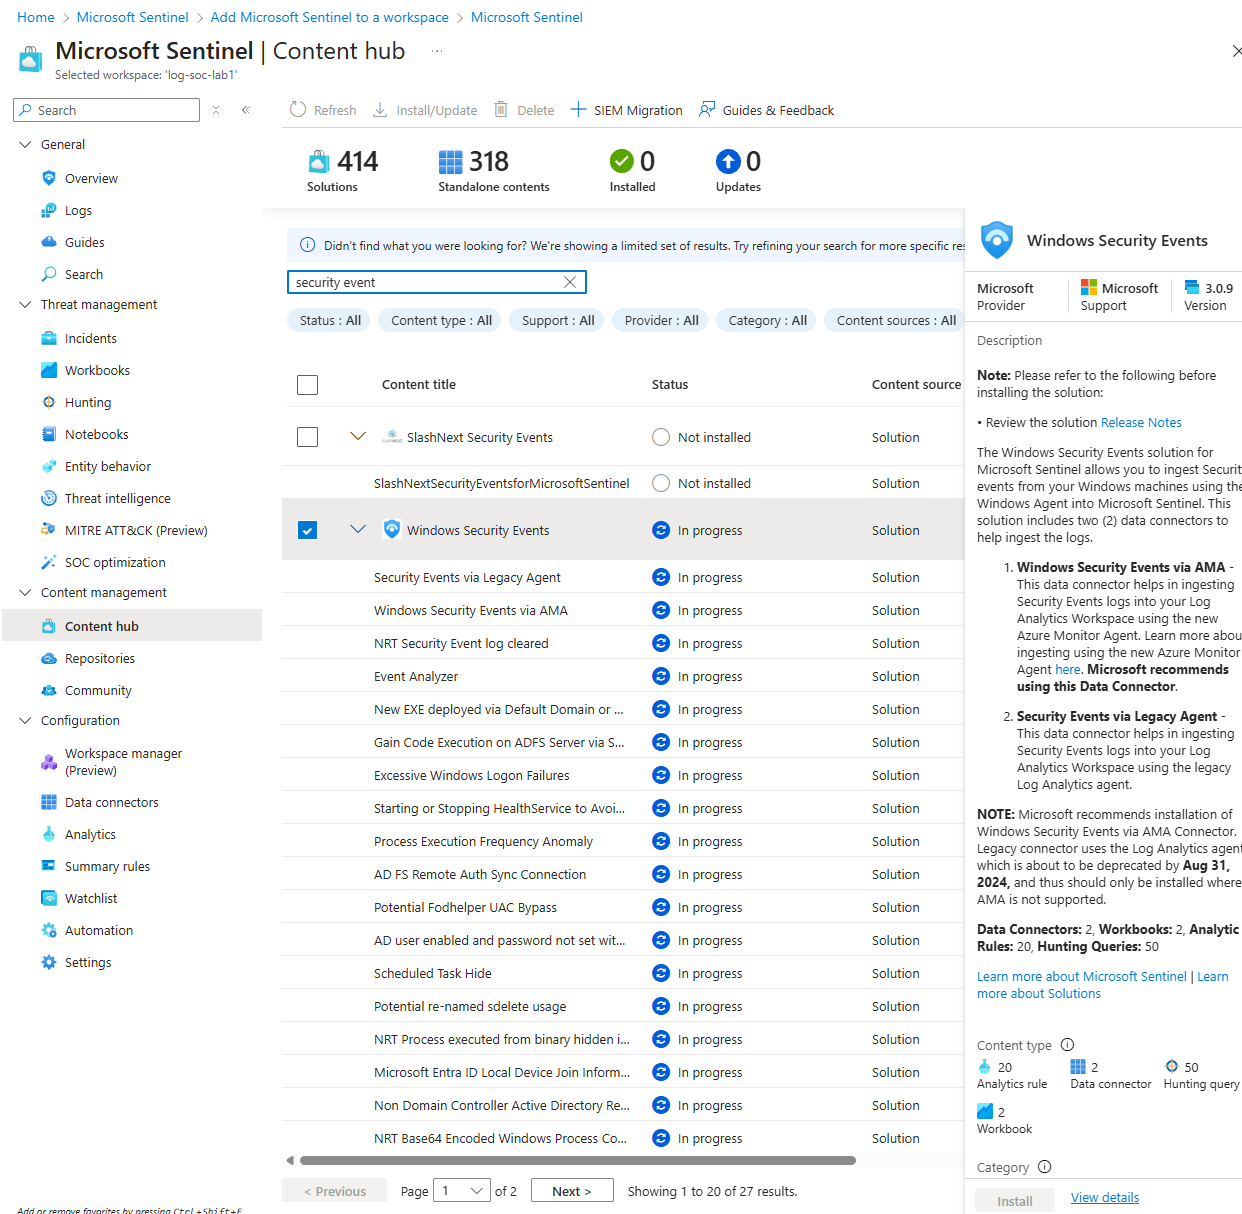 Home > Microsoft Sentinel > Add Microsoft Sentinel to a workspace > Microsoft Sentinel
Microsoft Sentinel | Content hub ...
Selected workspace: 'log-soc-lab1'
Search
General
Overview
Logs
Guides
Search
Threat management
Incidents
Workbooks
Hunting
Notebooks
Entity behavior
Threat intelligence
MITRE ATT&CK (Preview)
SOC optimization
Content management
Content hub
Repositories
Community
Configuration
Workspace manager
(Preview)
Data connectors
Analytics
Summary rules
Watchlist
Automation
Settings
Add or remove favorites by pressing Ctrl+Shift+F
Refresh Install/Update Delete SIEM Migration Guides & Feedback
414 318 0 0
Solutions Standalone contents Installed Updates
Didn't find what you were looking for? We're showing a limited set of results. Try refining your search for more specific res
security event
Status : All Content type : All Support : All Provider : All Category : All Content sources : All
Content title Status Content source
SlashNext Security Events Not installed Solution
SlashNextSecurityEventsforMicrosoftSentinel Not installed Solution
Windows Security Events In progress Solution
Security Events via Legacy Agent In progress Solution
Windows Security Events via AMA In progress Solution
NRT Security Event log cleared In progress Solution
Event Analyzer In progress Solution
New EXE deployed via Default Domain or ... In progress Solution
Gain Code Execution on ADFS Server via S... In progress Solution
Excessive Windows Logon Failures In progress Solution
Starting or Stopping HealthService to Avoi... In progress Solution
Process Execution Frequency Anomaly In progress Solution
AD FS Remote Auth Sync Connection In progress Solution
Potential Fodhelper UAC Bypass In progress Solution
AD user enabled and password not set wit... In progress Solution
Scheduled Task Hide In progress Solution
Potential re-named sdelete usage In progress Solution
NRT Process executed from binary hidden i... In progress Solution
Microsoft Entra ID Local Device Join Inform... In progress Solution
Non Domain Controller Active Directory Re... In progress Solution
NRT Base64 Encoded Windows Process Co... In progress Solution
< Previous Page 1 of 2 Next > Showing 1 to 20 of 27 results.
Windows Security Events
Microsoft Microsoft 3.0.9
Provider Support Version
Description
Note: Please refer to the following before
installing the solution:
• Review the solution Release Notes
The Windows Security Events solution for
Microsoft Sentinel allows you to ingest Securit
events from your Windows machines using the
Windows Agent into Microsoft Sentinel. This
solution includes two (2) data connectors to
help ingest the logs.
1. Windows Security Events via AMA -
This data connector helps in ingesting
Security Events logs into your Log
Analytics Workspace using the new
Azure Monitor Agent. Learn more abou
ingesting using the new Azure Monitor
Agent here. Microsoft recommends
using this Data Connector.
2. Security Events via Legacy Agent -
This data connector helps in ingesting
Security Events logs into your Log
Analytics Workspace using the legacy
Log Analytics agent.
NOTE: Microsoft recommends installation of
Windows Security Events via AMA Connector.
Legacy connector uses the Log Analytics agent
which is about to be deprecated by Aug 31,
2024, and thus should only be installed where
AMA is not supported.
Data Connectors: 2, Workbooks: 2, Analytic
Rules: 20, Hunting Queries: 50
Learn more about Microsoft Sentinel | Learn
more about Solutions
Content type
20 2 50
Analytics rule Data connector Hunting query
2
Workbook
Category
Install View details